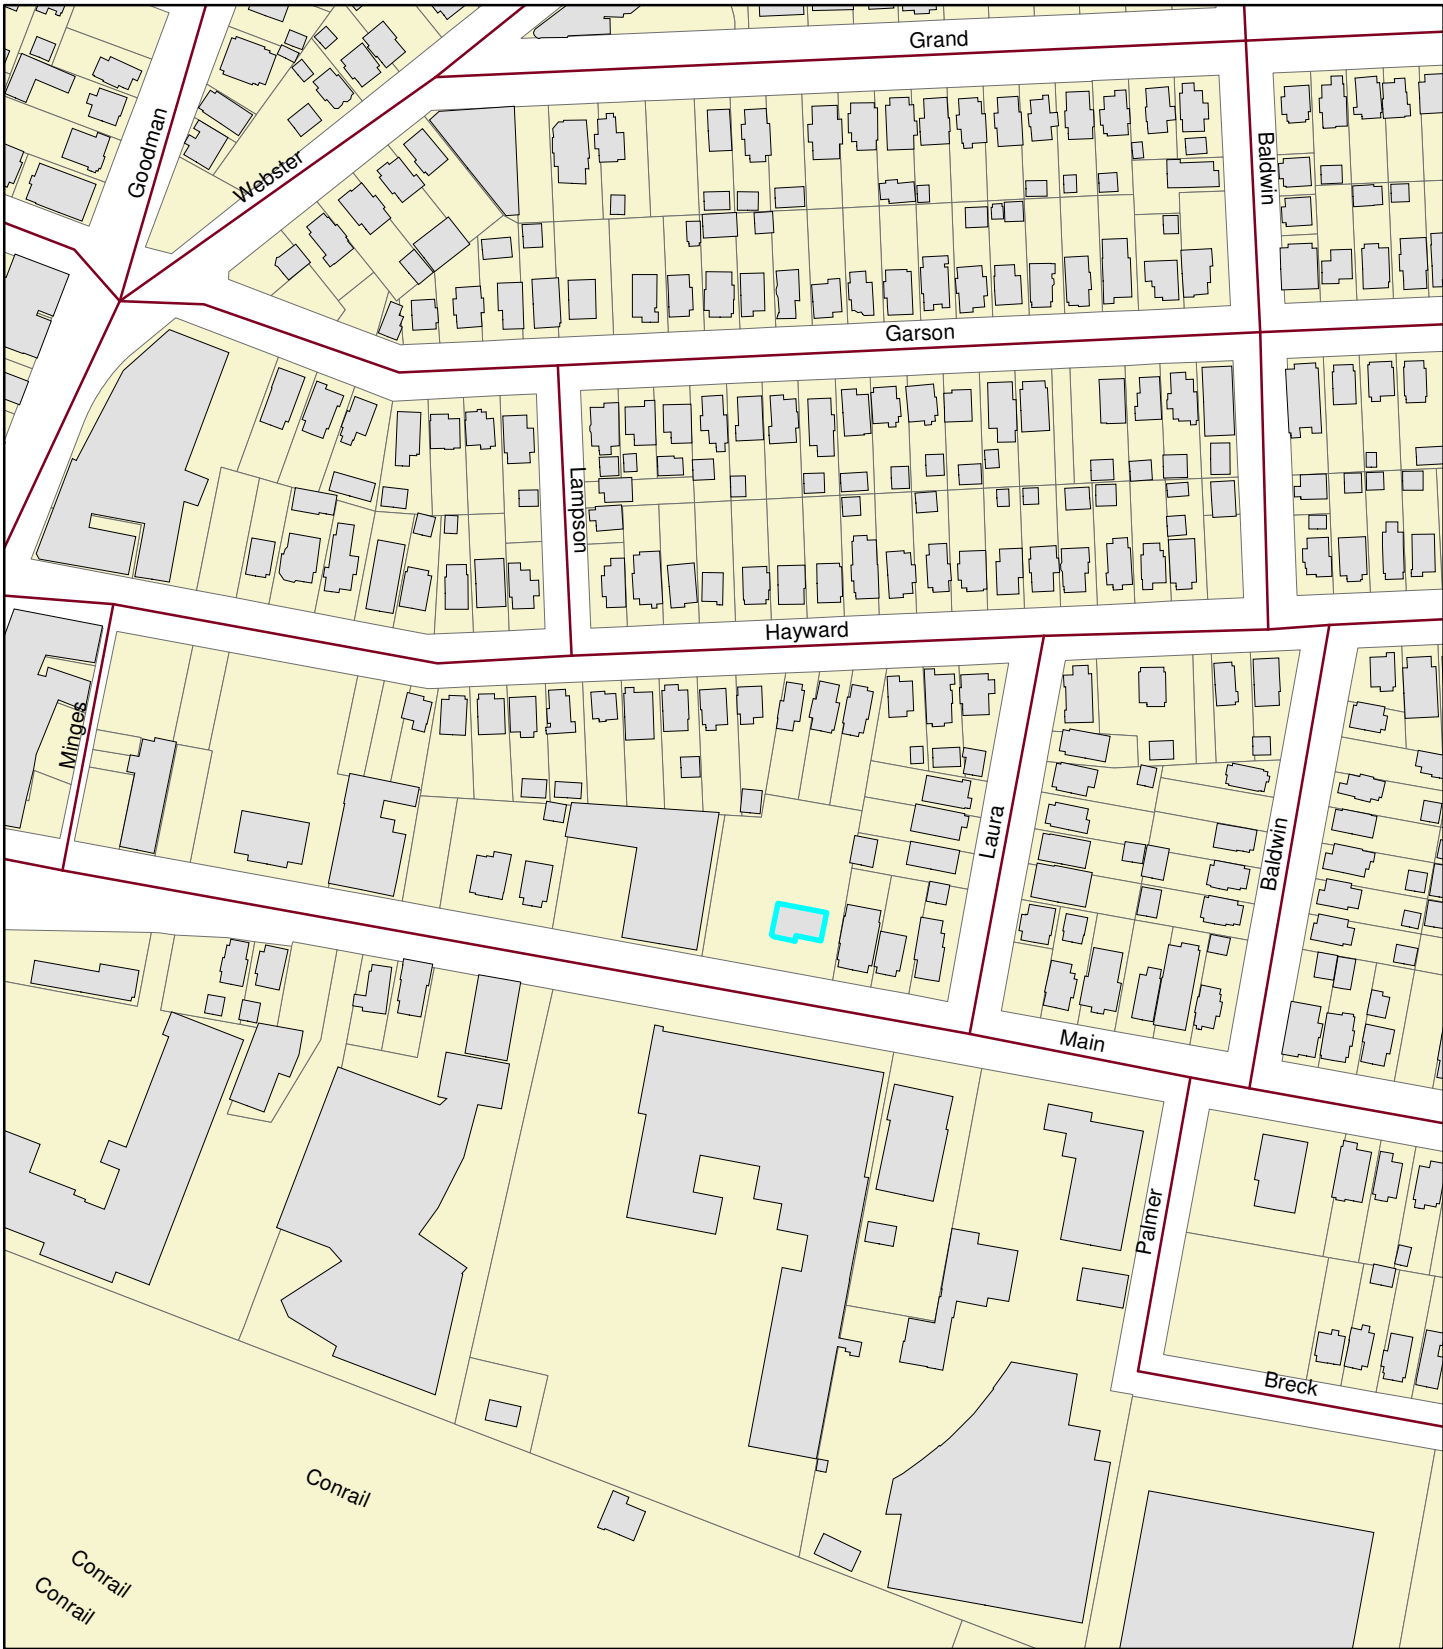 Grand
Goodman
Webster
Baldwin
Garson
Lampson
Hayward
Minges
Laura
Baldwin
Main
Palmer
Breck
Conrail
Conrail
Conrail